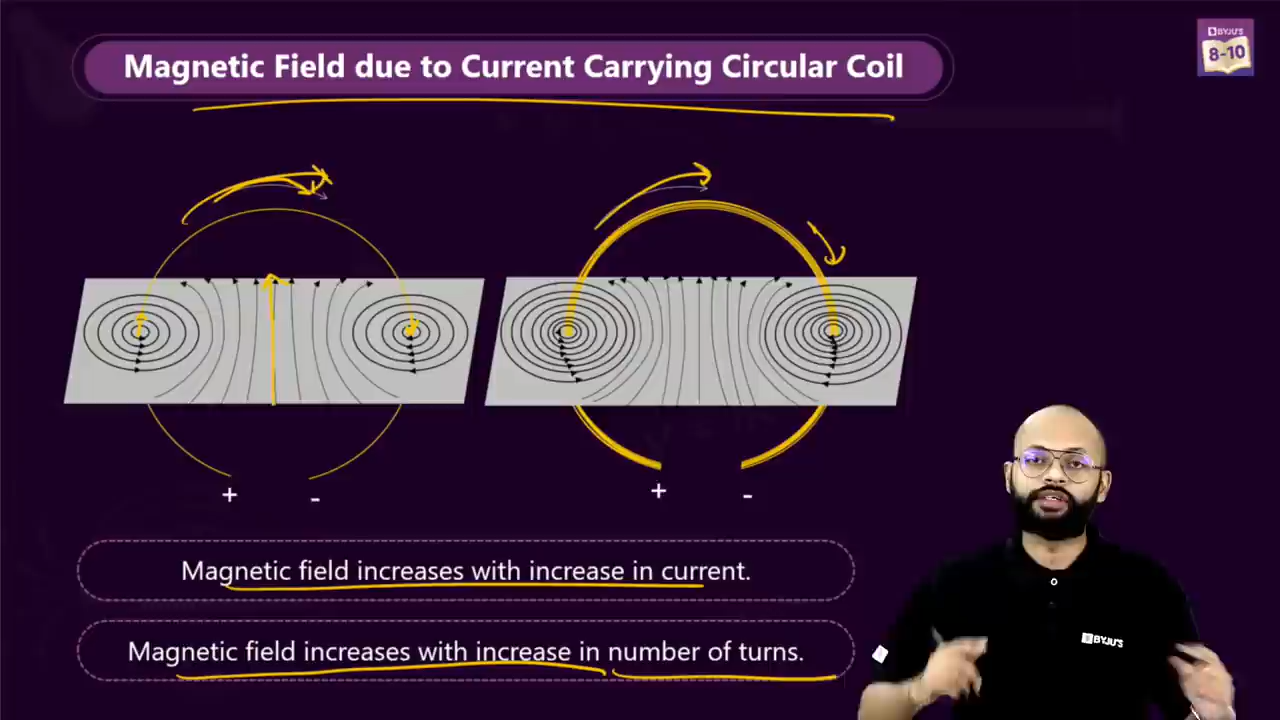 Magnetic Field due to Current Carrying Circular Coil
BYJU'S
8-10
+ -
+ -
Magnetic field increases with increase in current.
Magnetic field increases with increase in number of turns.
BYJU'S